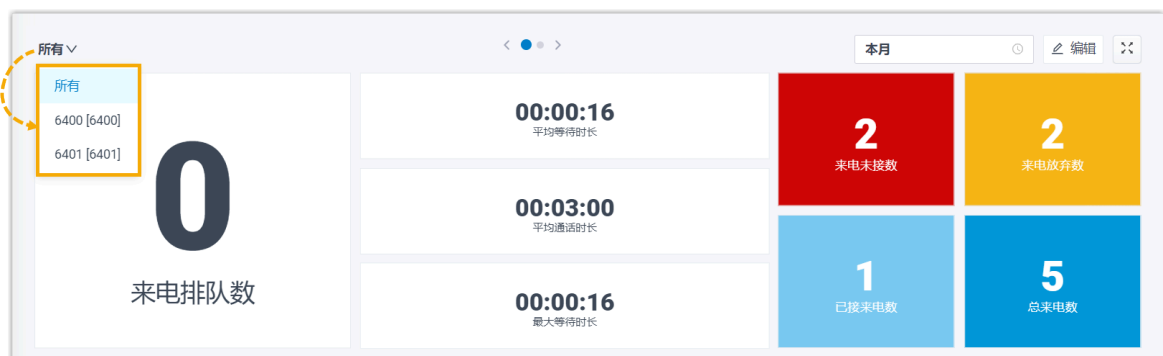 所有
本月
编辑
所有
6400 [6400]
6401 [6401]
0
来电排队数
00:00:16
平均等待时长
00:03:00
平均通话时长
00:00:16
最大等待时长
2
来电未接数
2
来电放弃数
1
已接来电数
5
总来电数